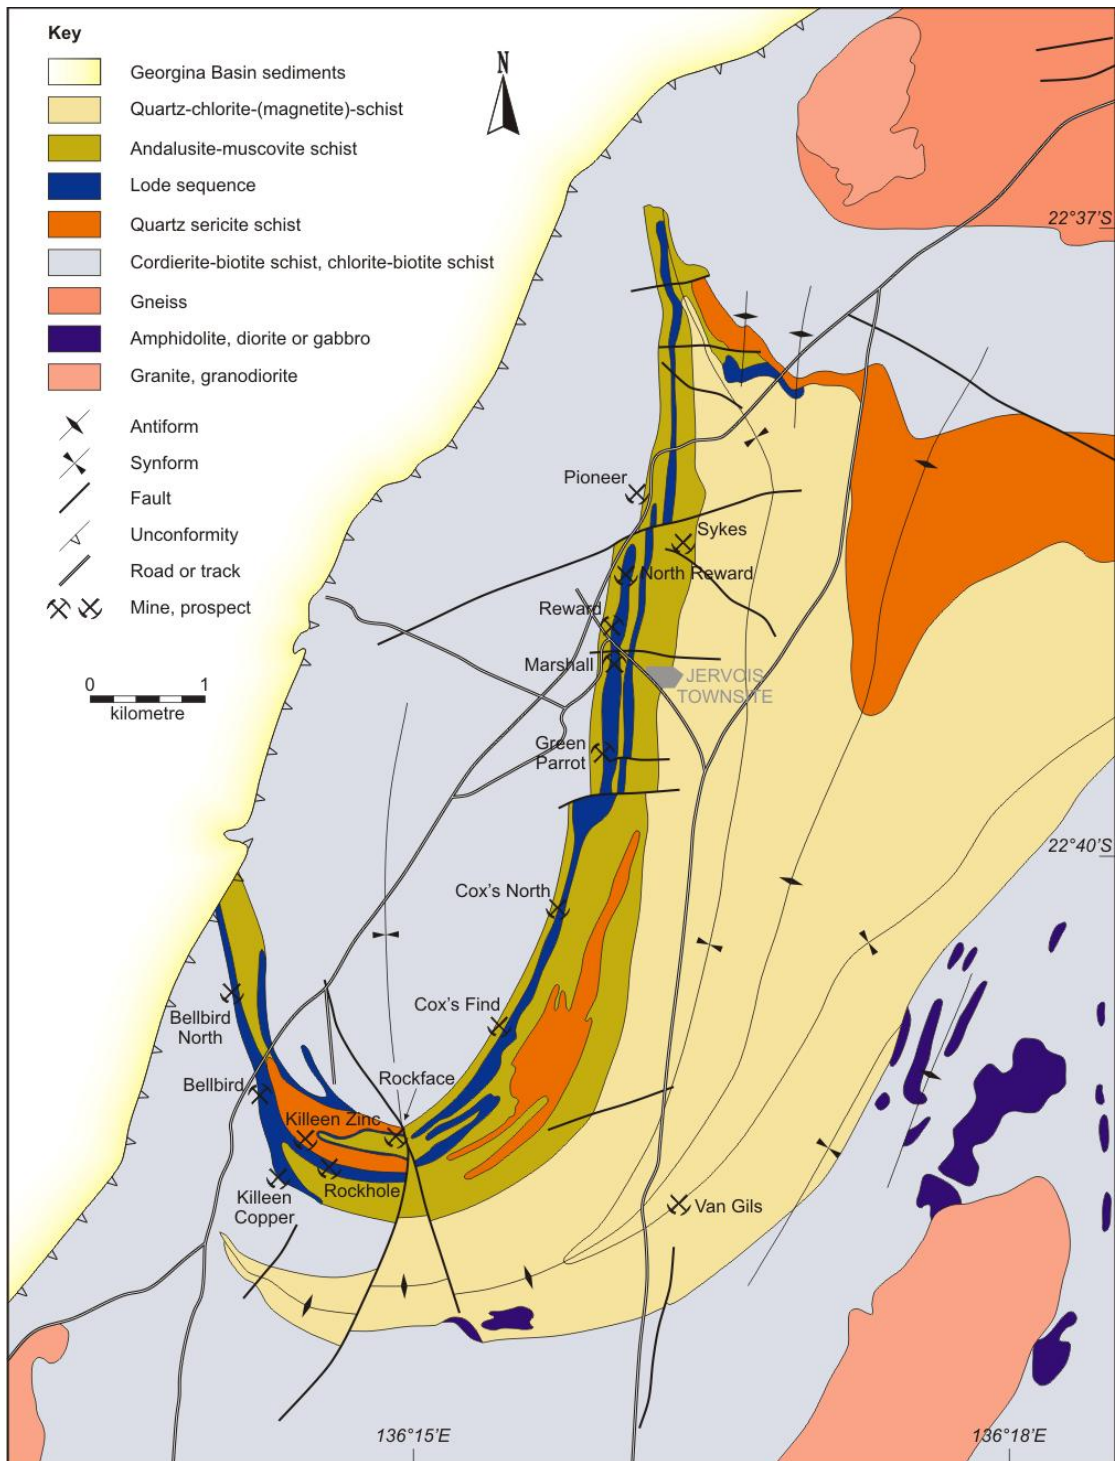 Key
Georgina Basin sediments
Quartz-chlorite-(magnetite)-schist
Andalusite-muscovite schist
Lode sequence
Quartz sericite schist
Cordierite-biotite schist, chlorite-biotite schist
Gneiss
Amphidolite, diorite or gabbro
Granite, granodiorite
Antiform
Synform
Fault
Unconformity
Road or track
Mine, prospect
0 1
kilometre
N
22°37'S
Pioneer
Sykes
North Reward
Reward
Marshall
JERVOIS
TOWNSITE
Green
Parrot
22°40'S
Cox's North
Cox's Find
Bellbird
North
Bellbird
Rockface
Killeen Zinc
Rockhole
Killeen
Copper
Van Gils
136°15'E
136°18'E